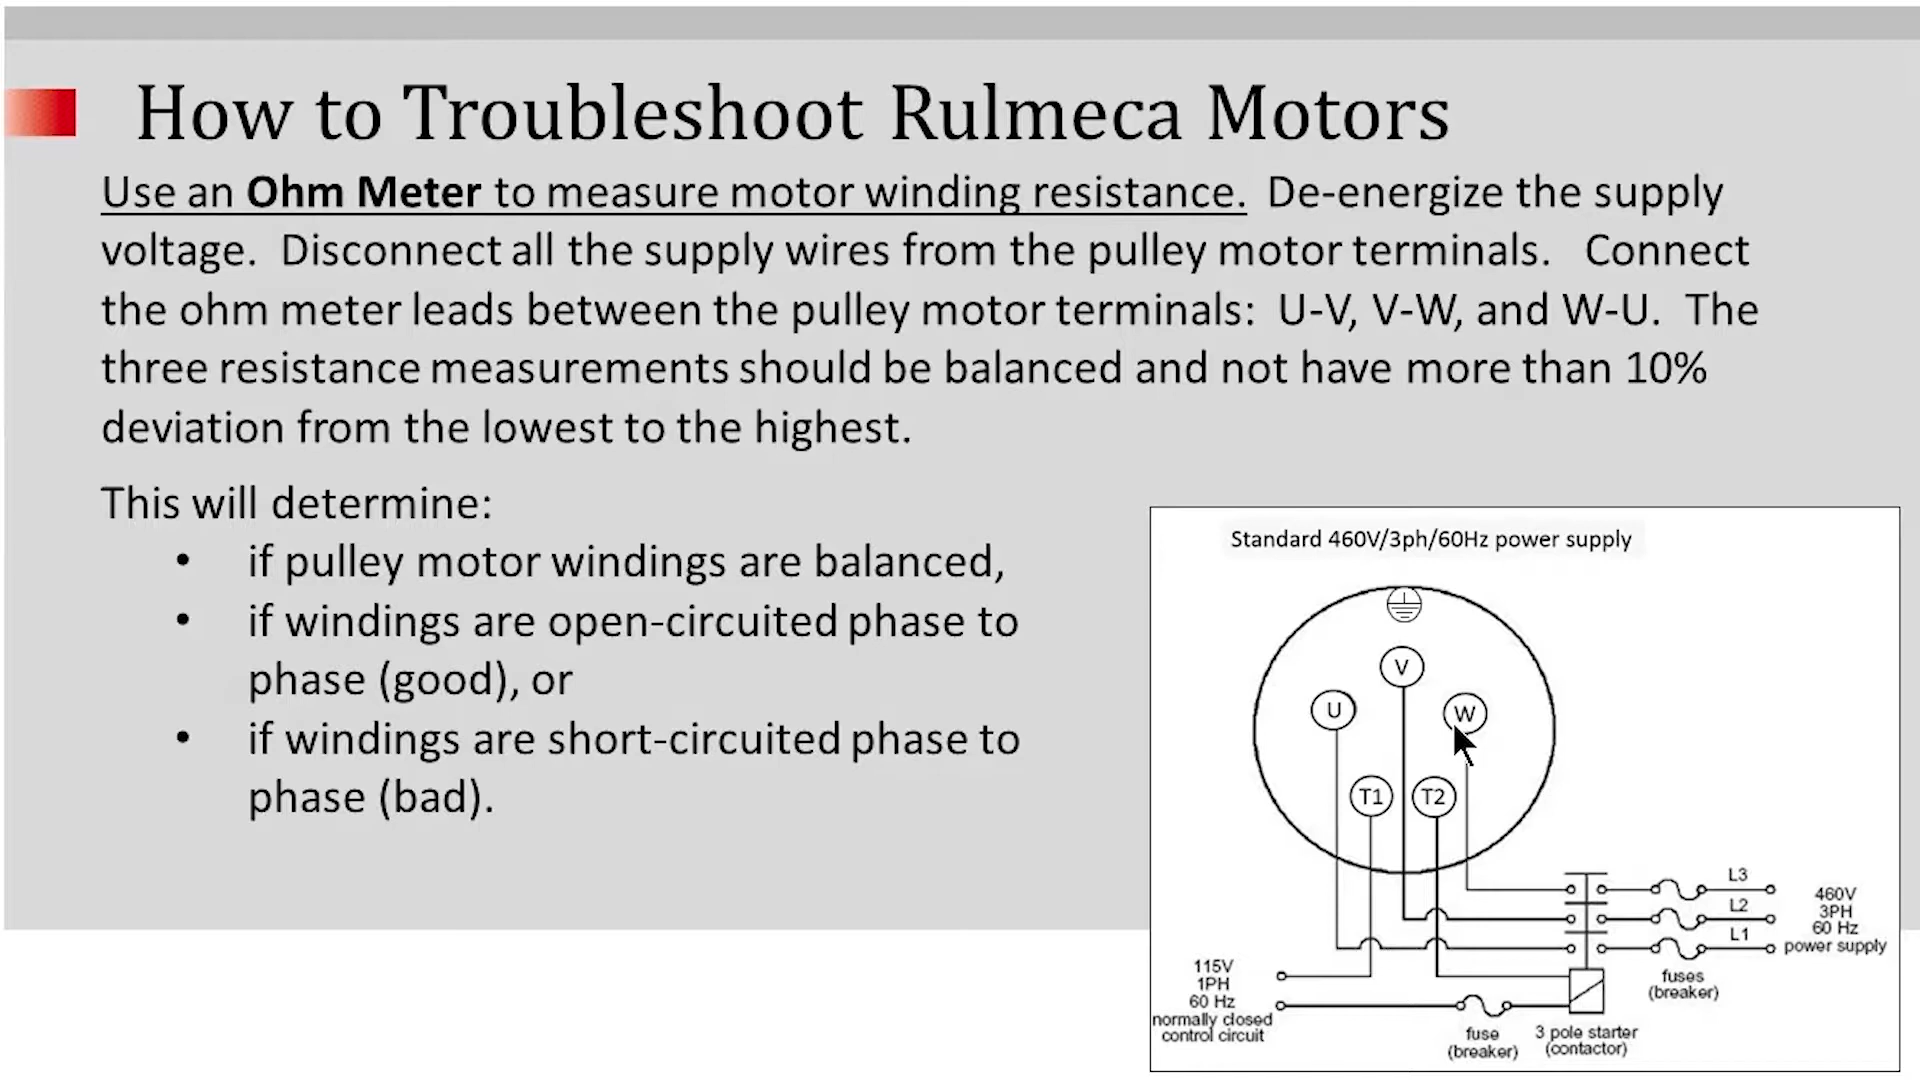 How to Troubleshoot Rulmeca Motors
Use an Ohm Meter to measure motor winding resistance. De-energize the supply
voltage. Disconnect all the supply wires from the pulley motor terminals. Connect
the ohm meter leads between the pulley motor terminals: U-V, V-W, and W-U. The
three resistance measurements should be balanced and not have more than 10%
deviation from the lowest to the highest.
This will determine:
• if pulley motor windings are balanced,
• if windings are open-circuited phase to
phase (good), or
• if windings are short-circuited phase to
phase (bad).
Standard 460V/3ph/60Hz power supply
V
U
W
T1
T2
L3
L2
L1
460V
3PH
60 Hz
power supply
fuses
(breaker)
115V
1PH
60 Hz
normally closed
control circuit
fuse
(breaker)
3 pole starter
(contactor)